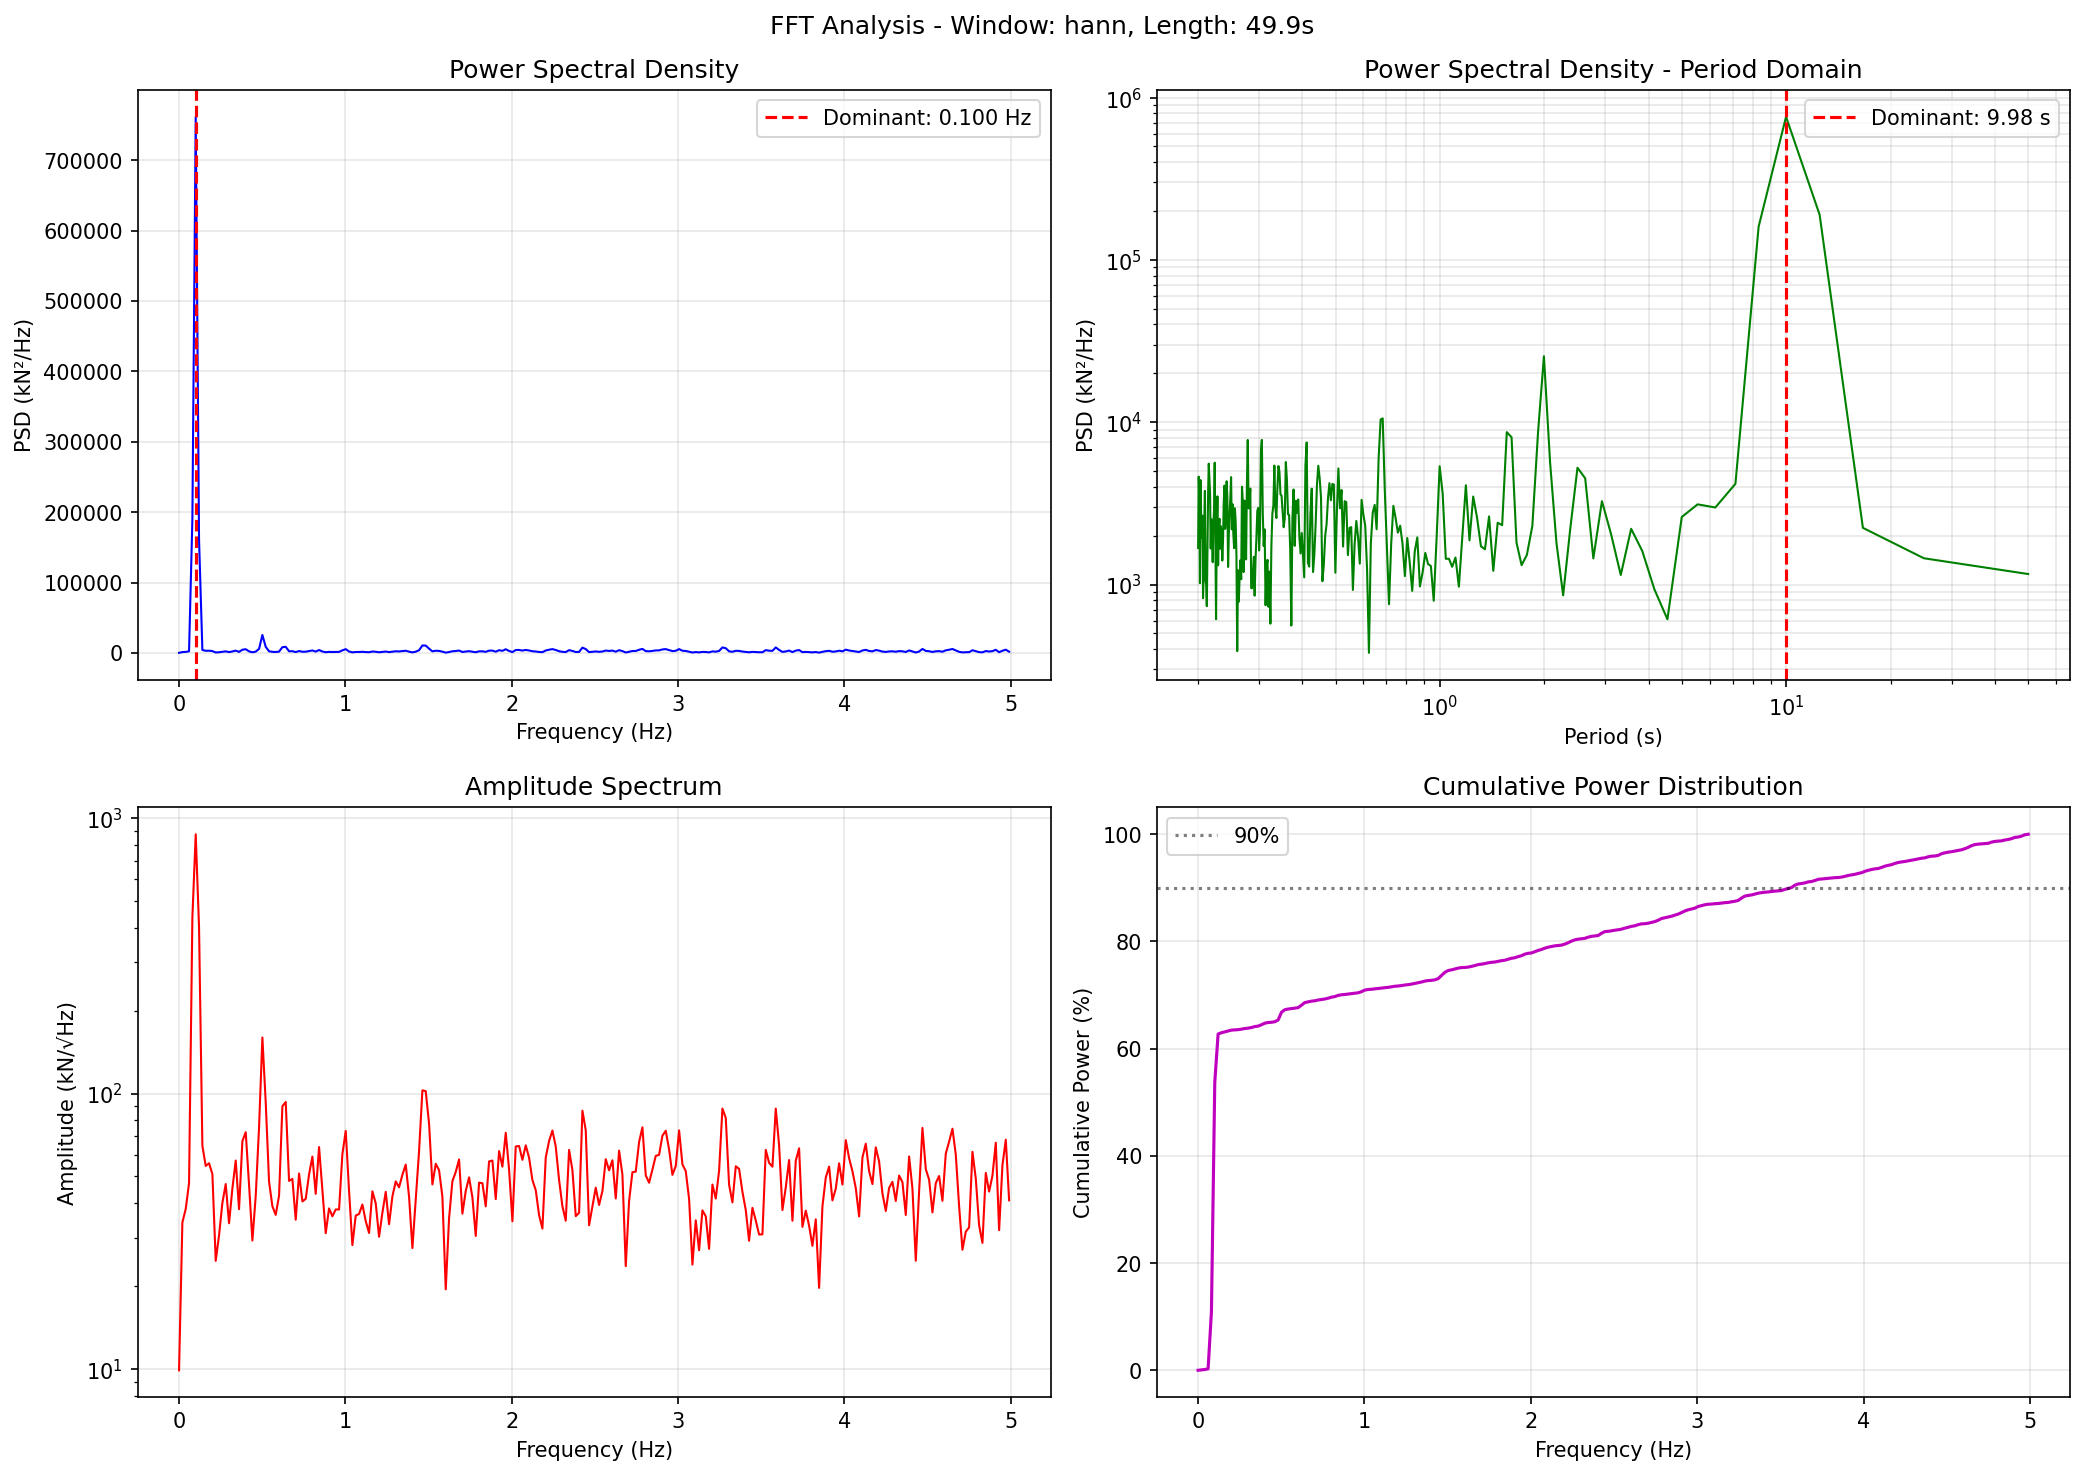 FFT Analysis - Window: hann, Length: 49.9s
Power Spectral Density
Dominant: 0.100 Hz
700000
600000
500000
400000
300000
200000
100000
0
PSD (kN²/Hz)
0 1 2 3 4 5
Frequency (Hz)
Power Spectral Density - Period Domain
Dominant: 9.98 s
10⁶
10⁵
10⁴
10³
PSD (kN²/Hz)
10⁰ 10¹
Period (s)
Amplitude Spectrum
10³
10²
10¹
Amplitude (kN/√Hz)
0 1 2 3 4 5
Frequency (Hz)
Cumulative Power Distribution
90%
100
80
60
40
20
0
Cumulative Power (%)
0 1 2 3 4 5
Frequency (Hz)